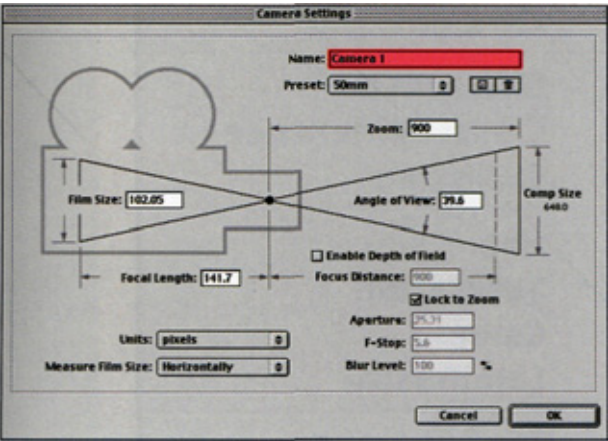 Camera Settings
Name: Camera 1
Preset: 50mm
Zoom: 900
Film Size: 102.05
Angle of View: 39.6
Comp Size
648.0
Enable Depth of Field
Focal Length: 141.7
Focus Distance: 900
Lock to Zoom
Aperture: 25.31
Units: pixels
F-Stop: 5.6
Measure Film Size: Horizontally
Blur Level: 100 %
Cancel
OK